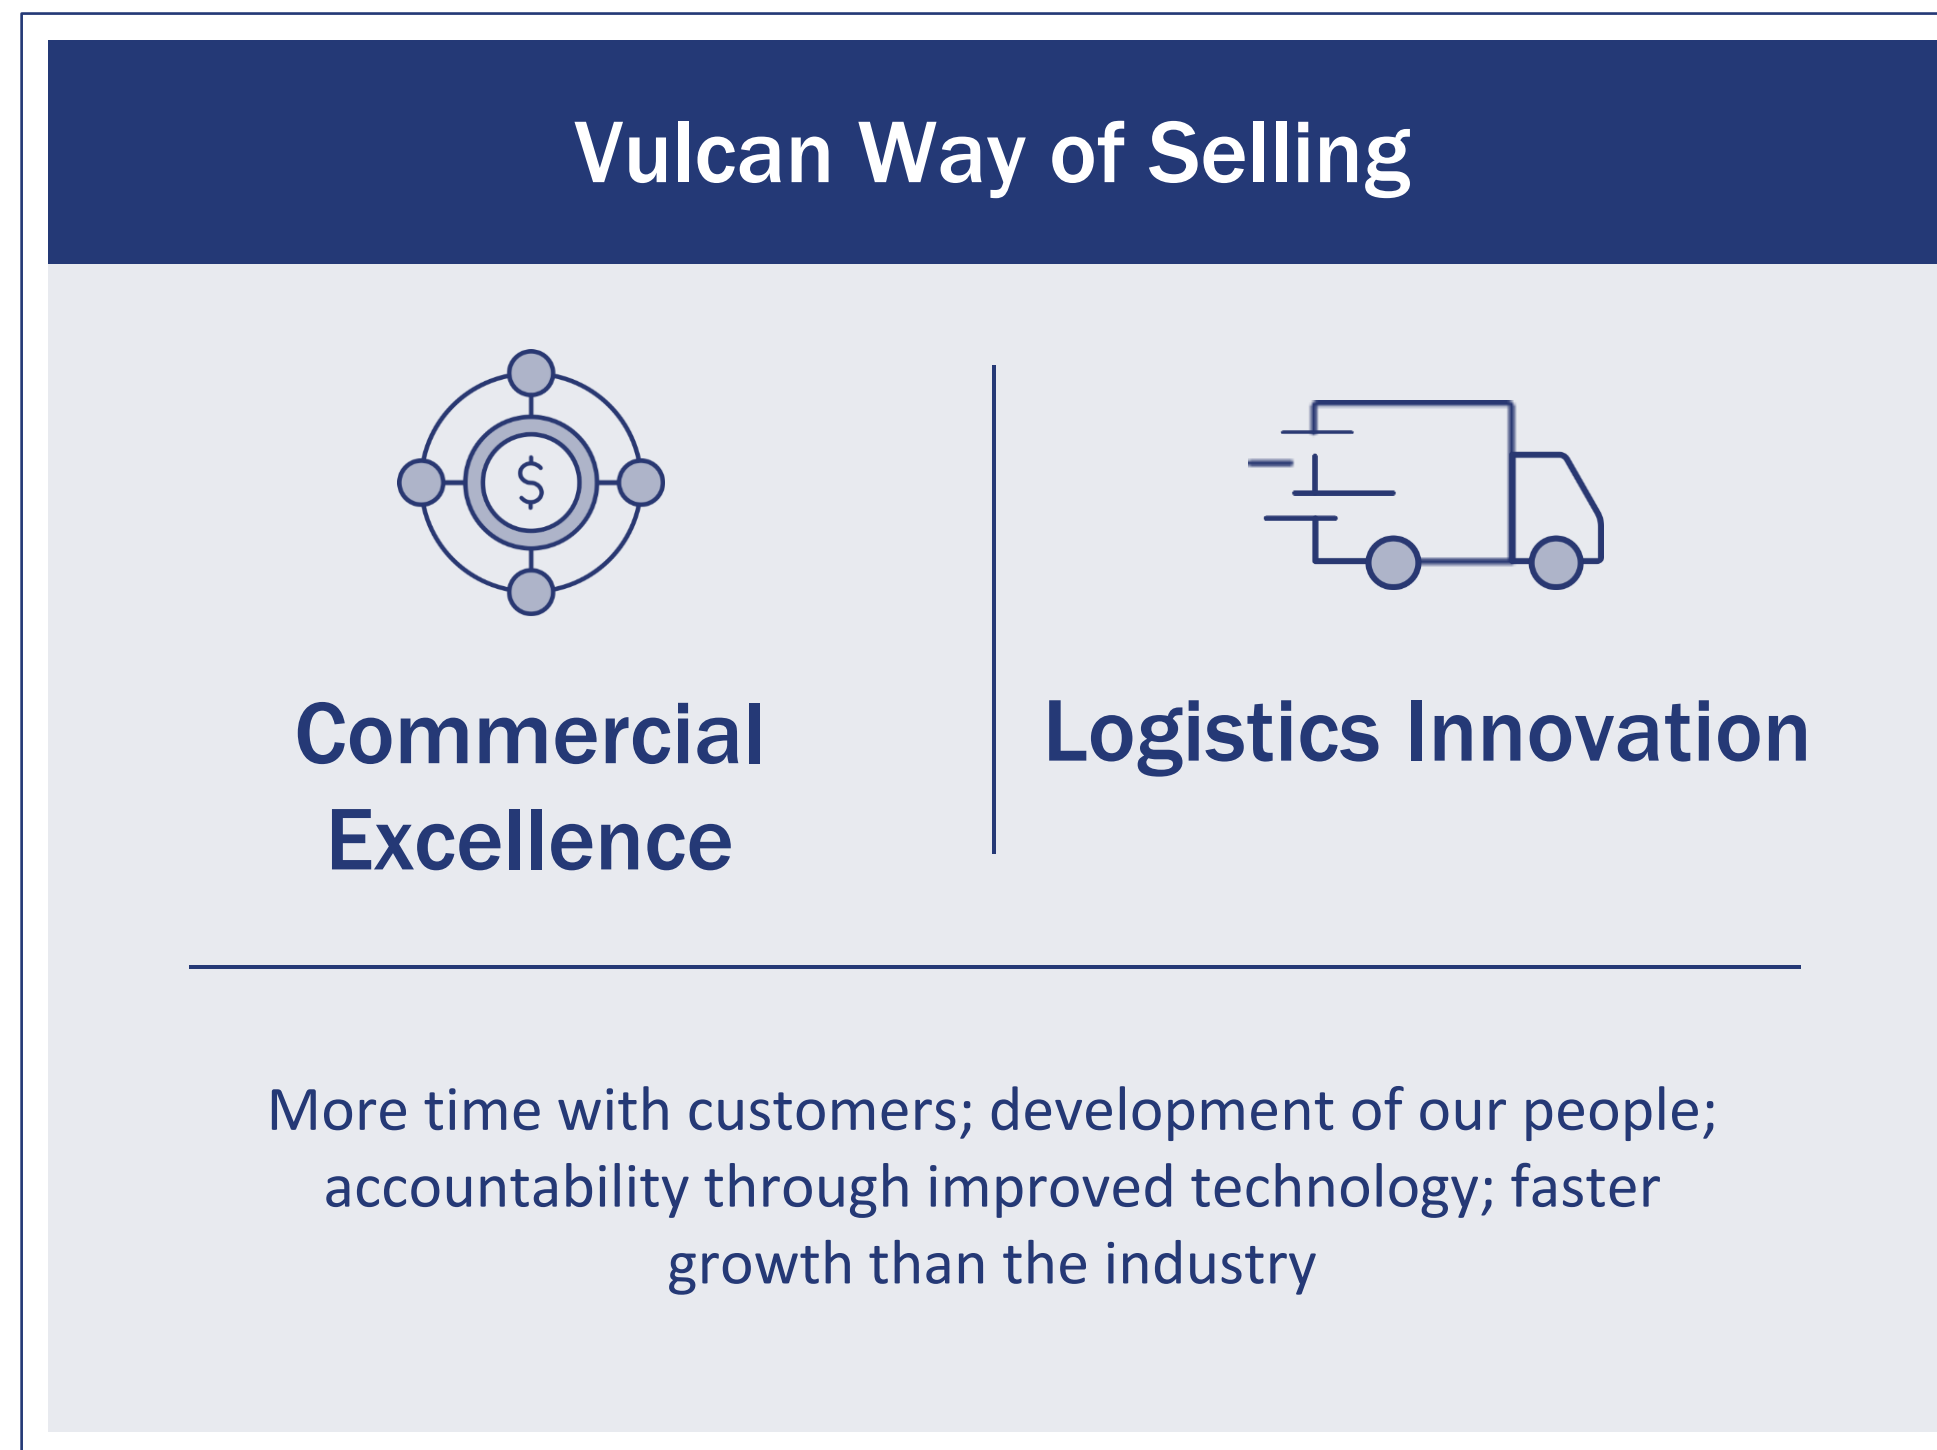 Vulcan Way of Selling
$
Commercial
Excellence
Logistics Innovation
More time with customers; development of our people;
accountability through improved technology; faster
growth than the industry